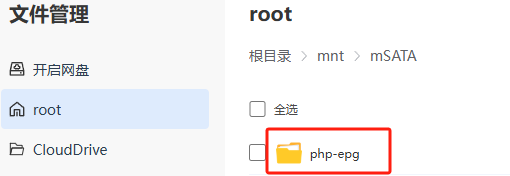 文件管理
开启网盘
root
CloudDrive
root
根目录 > mnt > mSATA
全选
php-epg